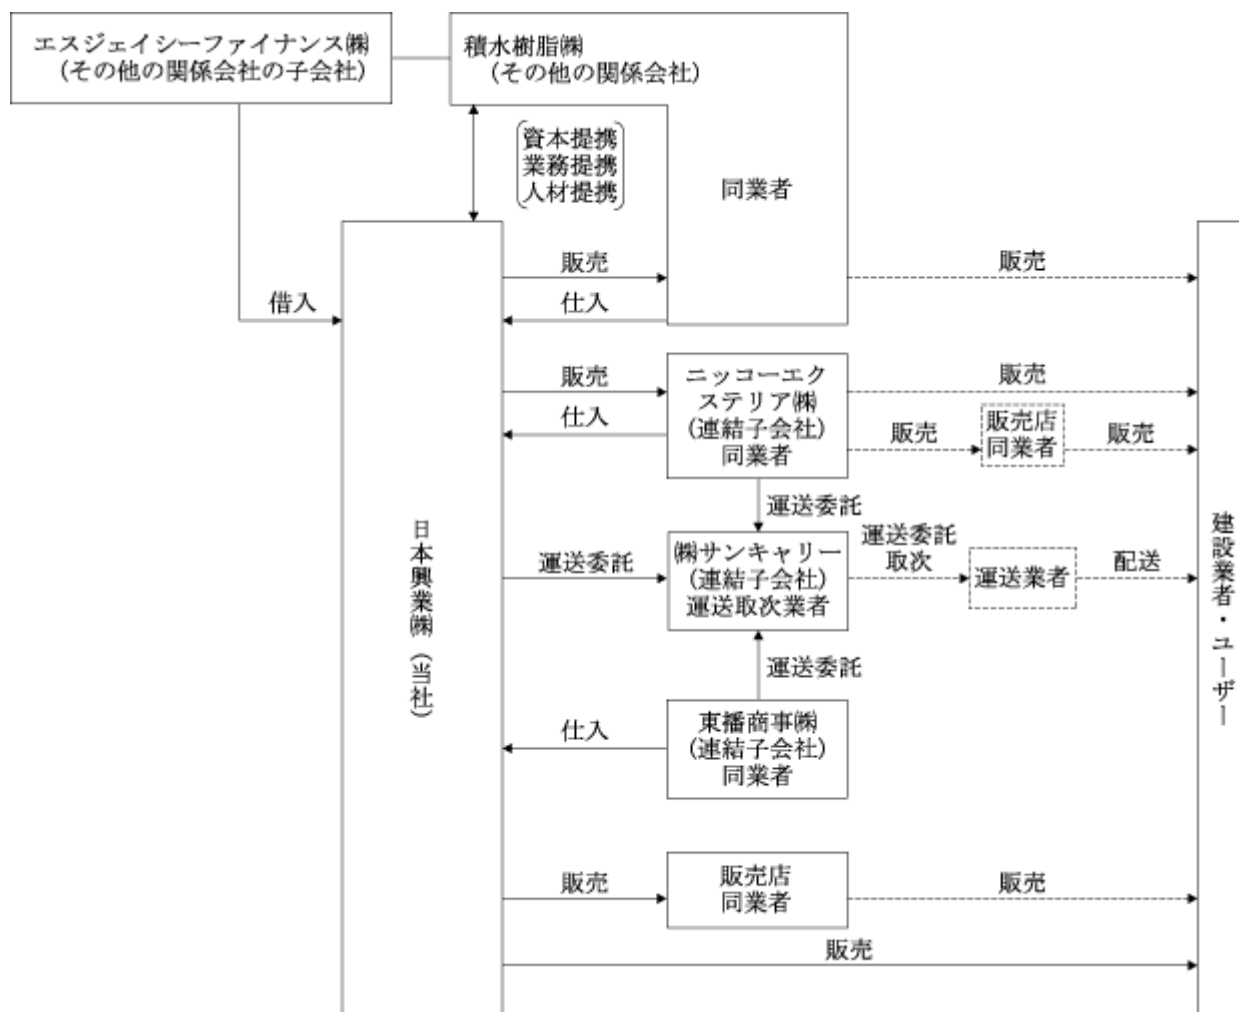 エスジェイシーファイナンス㈱
(その他の関係会社の子会社)
積水樹脂㈱
(その他の関係会社)
資本提携
業務提携
人材提携
同業者
販売
販売
借入
仕入
販売
ニッコーエク
ステリア㈱
(連結子会社)
同業者
販売
仕入
販売
販売店
同業者
販売
運送委託
日本興業㈱(当社)
運送委託
㈱サンキャリー
(連結子会社)
運送取次業者
運送委託
取次
運送業者
配送
建設業者・ユーザー
運送委託
仕入
東播商事㈱
(連結子会社)
同業者
販売
販売店
同業者
販売
販売